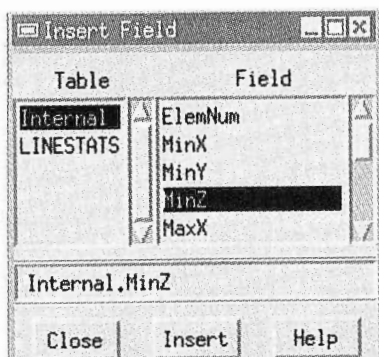 Insert Field
Table Field
Internal
LINESTATS
ElemNum
MinX
MinY
MinZ
MaxX
Internal.MinZ
Close Insert Help